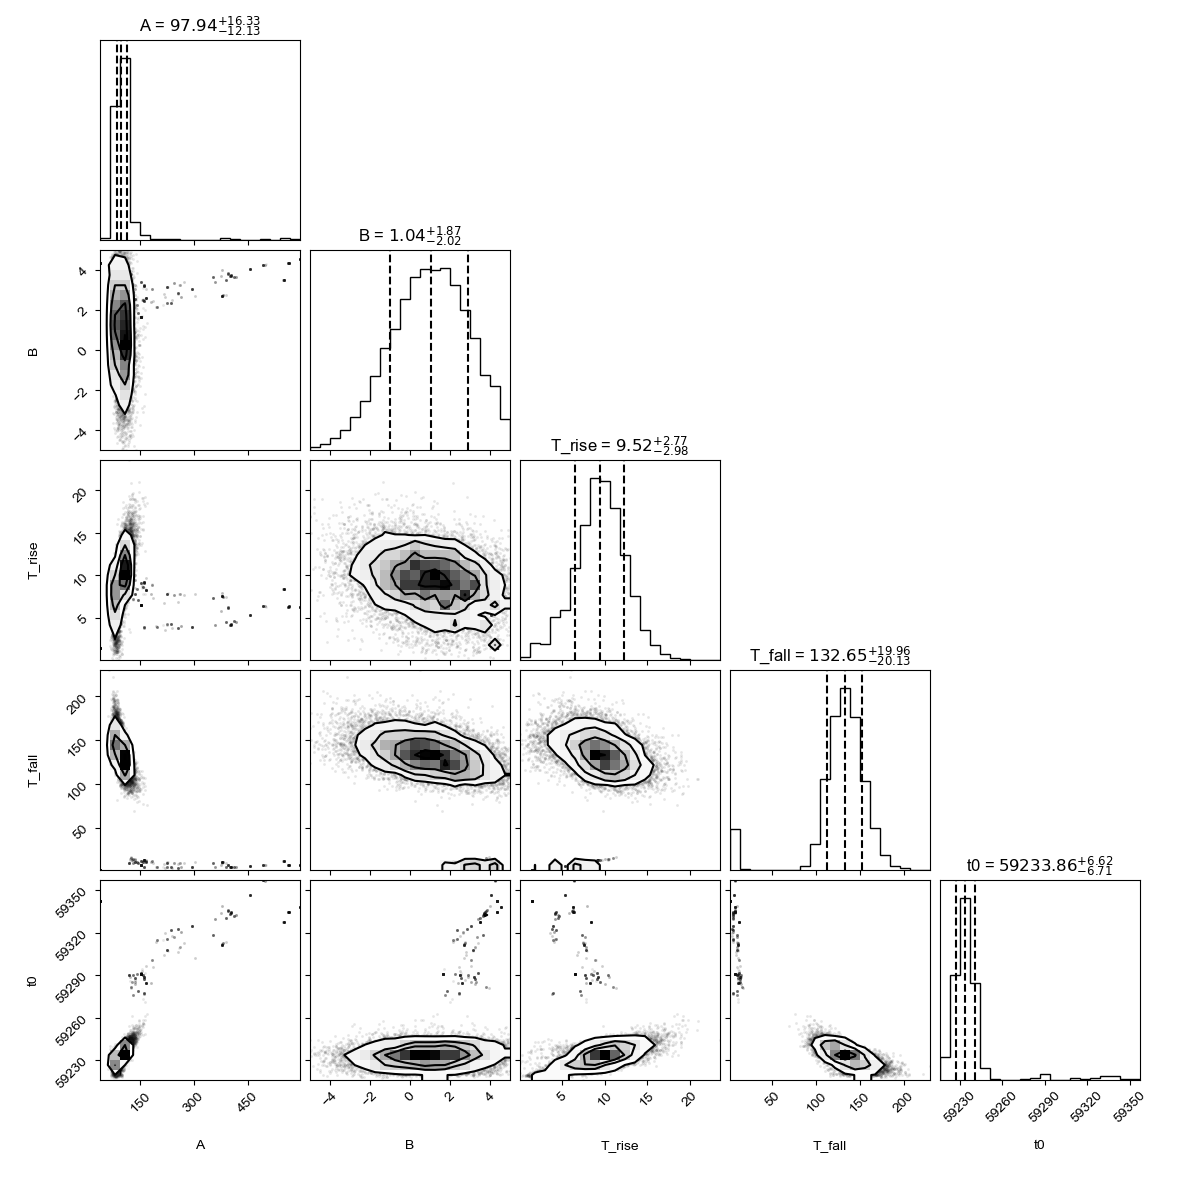 A = 97.94+16.33−12.13
B = 1.04+1.87−2.02
B
4
2
0
−2
−4
T_rise = 9.52+2.77−2.98
T_rise
20
15
10
5
T_fall = 132.65+19.96−20.13
T_fall
200
150
100
50
t0 = 59233.86+6.62−6.71
t0
59350
59320
59290
59260
59230
150 300 450
−4 −2 0 2 4
5 10 15 20
50 100 150 200
59230 59260 59290 59320 59350
A B T_rise T_fall t0